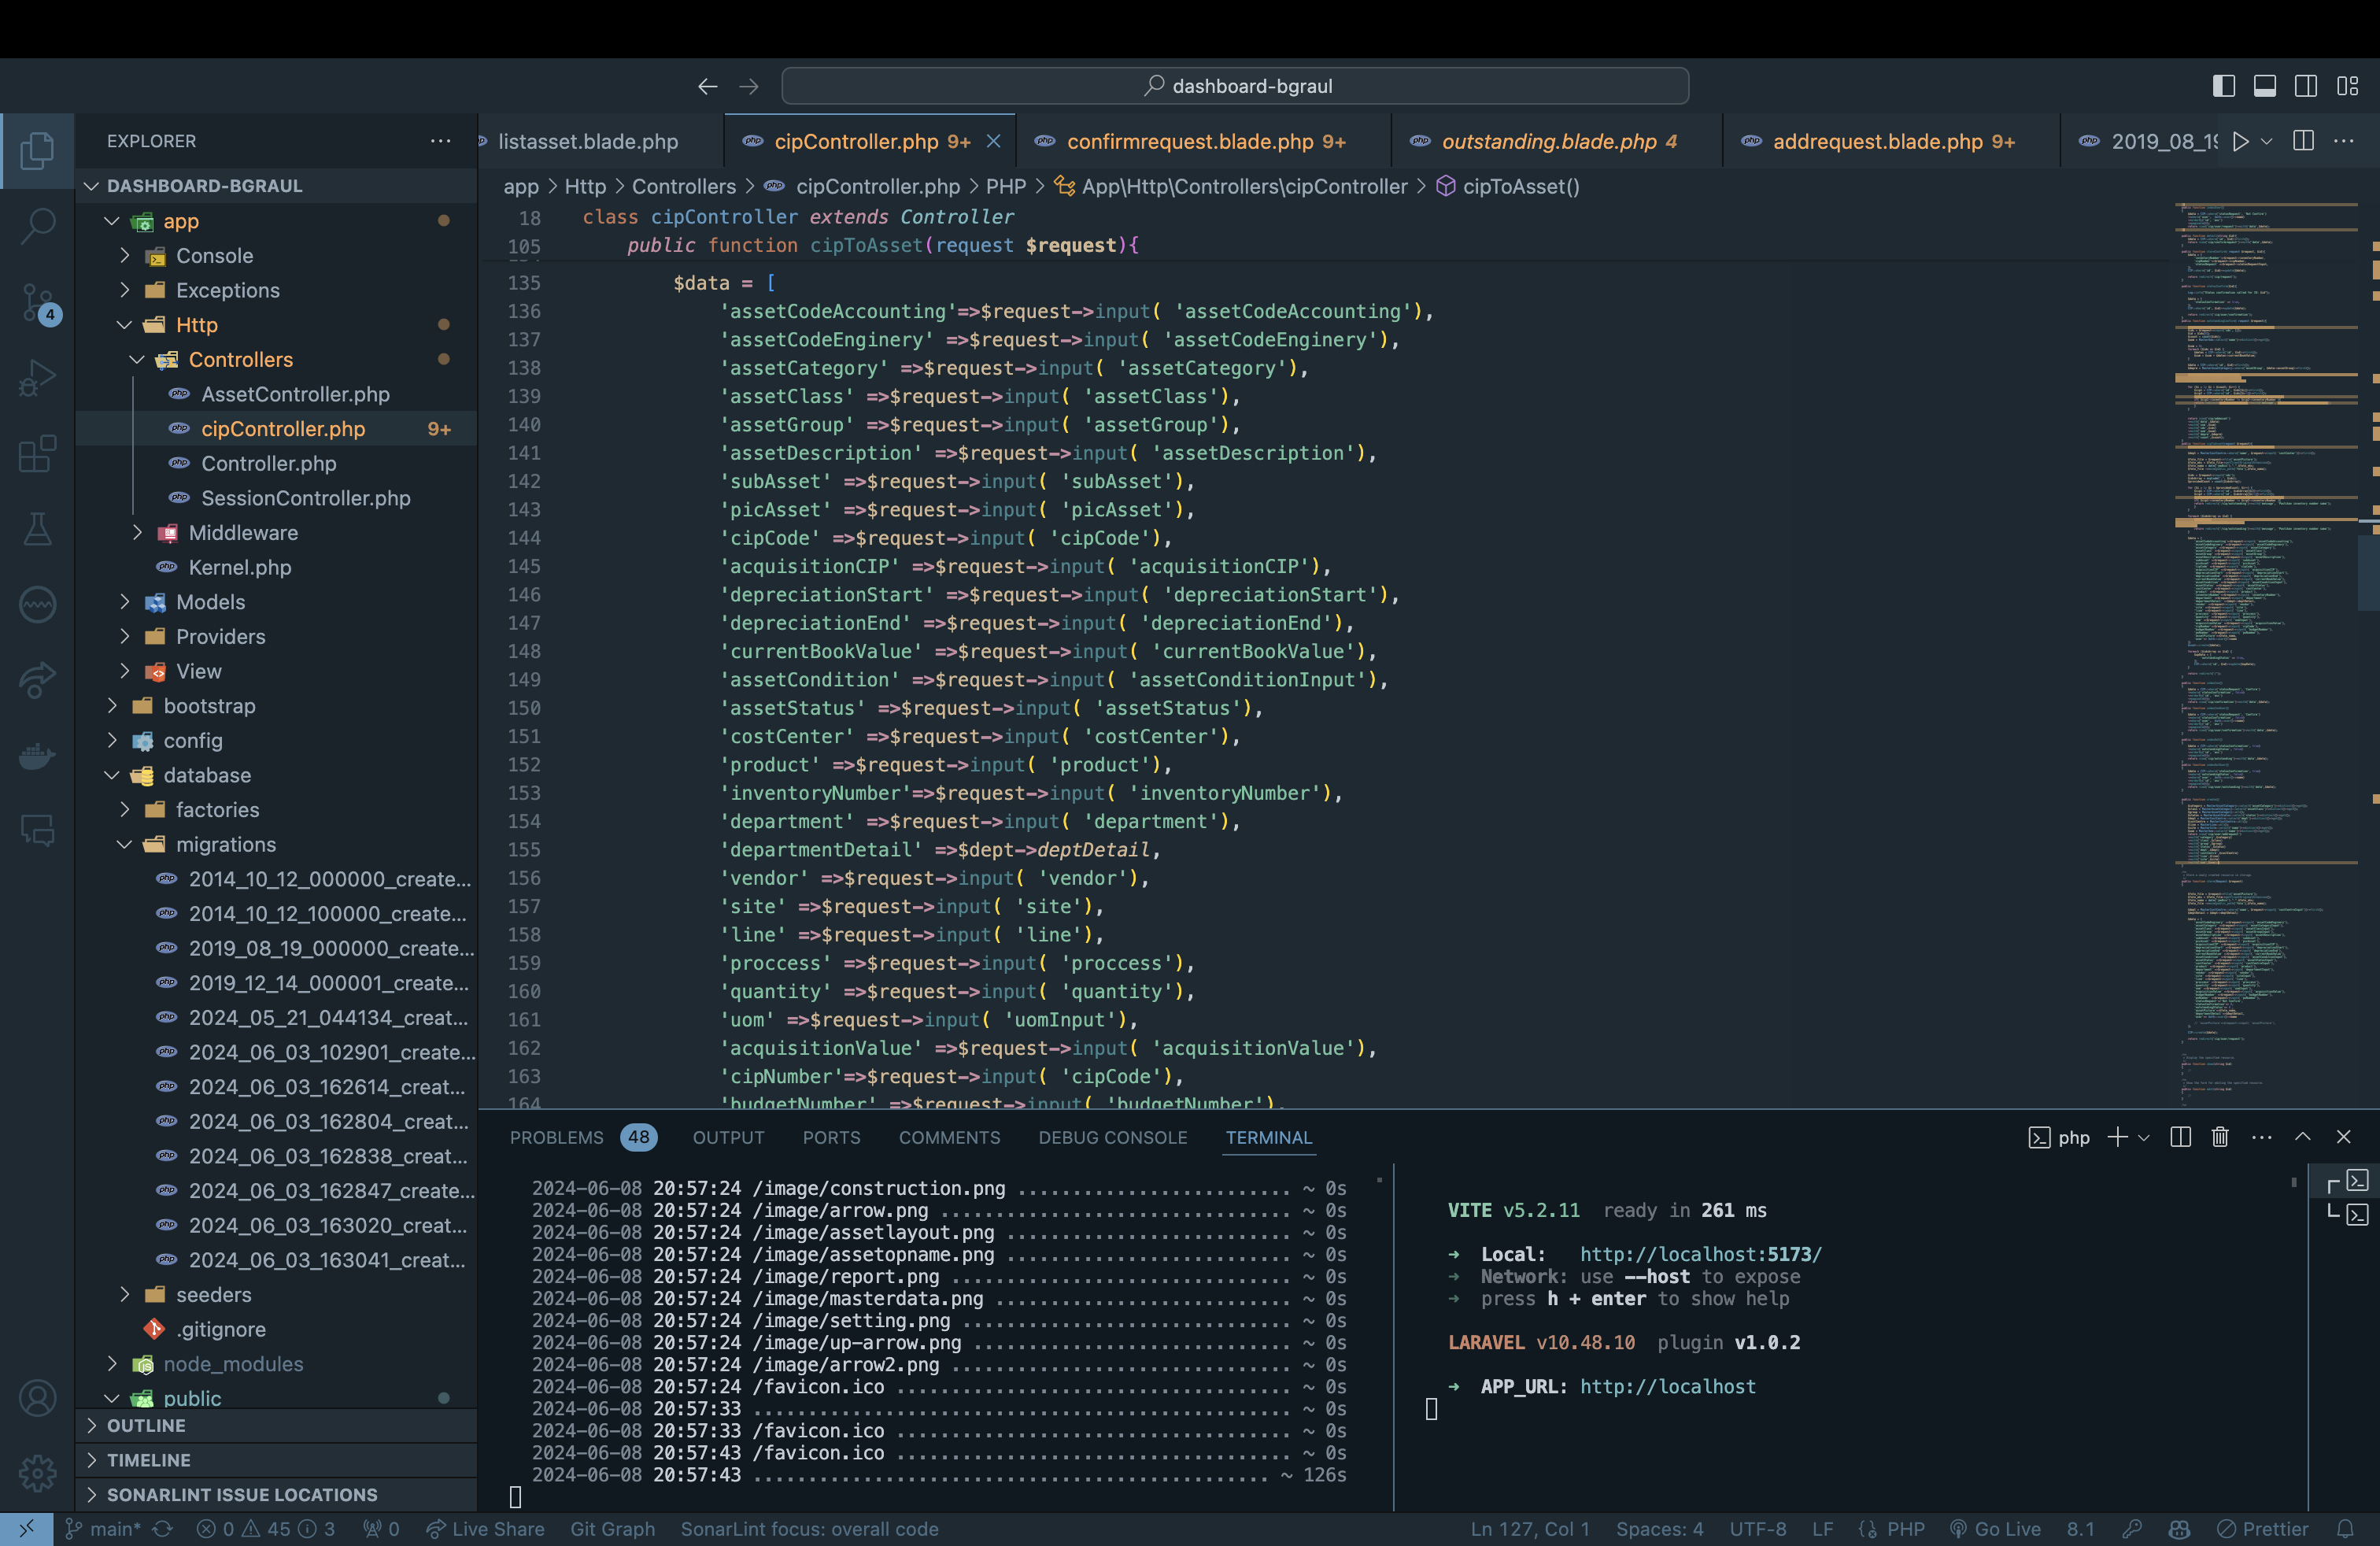 dashboard-bgraul
EXPLORER
listasset.blade.php
cipController.php 9+
confirmrequest.blade.php 9+
outstanding.blade.php 4
addrequest.blade.php 9+
2019_08_19
DASHBOARD-BGRAUL
app
Console
Exceptions
Http
Controllers
AssetController.php
cipController.php 9+
Controller.php
SessionController.php
Middleware
Kernel.php
Models
Providers
View
bootstrap
config
database
factories
migrations
2014_10_12_000000_create...
2014_10_12_100000_create...
2019_08_19_000000_create...
2019_12_14_000001_create...
2024_05_21_044134_creat...
2024_06_03_102901_create...
2024_06_03_162614_creat...
2024_06_03_162804_creat...
2024_06_03_162838_creat...
2024_06_03_162847_create...
2024_06_03_163020_creat...
2024_06_03_163041_creat...
seeders
.gitignore
node_modules
public
OUTLINE
TIMELINE
SONARLINT ISSUE LOCATIONS
4
app > Http > Controllers > cipController.php > PHP > App\Http\Controllers\cipController > cipToAsset()
18 class cipController extends Controller
105 public function cipToAsset(request $request){
135 $data = [
136 'assetCodeAccounting'=>$request->input( 'assetCodeAccounting'),
137 'assetCodeEnginery' =>$request->input( 'assetCodeEnginery'),
138 'assetCategory' =>$request->input( 'assetCategory'),
139 'assetClass' =>$request->input( 'assetClass'),
140 'assetGroup' =>$request->input( 'assetGroup'),
141 'assetDescription' =>$request->input( 'assetDescription'),
142 'subAsset' =>$request->input( 'subAsset'),
143 'picAsset' =>$request->input( 'picAsset'),
144 'cipCode' =>$request->input( 'cipCode'),
145 'acquisitionCIP' =>$request->input( 'acquisitionCIP'),
146 'depreciationStart' =>$request->input( 'depreciationStart'),
147 'depreciationEnd' =>$request->input( 'depreciationEnd'),
148 'currentBookValue' =>$request->input( 'currentBookValue'),
149 'assetCondition' =>$request->input( 'assetConditionInput'),
150 'assetStatus' =>$request->input( 'assetStatus'),
151 'costCenter' =>$request->input( 'costCenter'),
152 'product' =>$request->input( 'product'),
153 'inventoryNumber'=>$request->input( 'inventoryNumber'),
154 'department' =>$request->input( 'department'),
155 'departmentDetail' =>$dept->deptDetail,
156 'vendor' =>$request->input( 'vendor'),
157 'site' =>$request->input( 'site'),
158 'line' =>$request->input( 'line'),
159 'proccess' =>$request->input( 'proccess'),
160 'quantity' =>$request->input( 'quantity'),
161 'uom' =>$request->input( 'uomInput'),
162 'acquisitionValue' =>$request->input( 'acquisitionValue'),
163 'cipNumber'=>$request->input( 'cipCode'),
164 'budgetNumber' =>$request->input( 'budgetNumber'),
PROBLEMS 48 OUTPUT PORTS COMMENTS DEBUG CONSOLE TERMINAL
php
2024-06-08 20:57:24 /image/construction.png ......................... ~ 0s
2024-06-08 20:57:24 /image/arrow.png ................................ ~ 0s
2024-06-08 20:57:24 /image/assetlayout.png .......................... ~ 0s
2024-06-08 20:57:24 /image/assetopname.png .......................... ~ 0s
2024-06-08 20:57:24 /image/report.png ............................... ~ 0s
2024-06-08 20:57:24 /image/masterdata.png ........................... ~ 0s
2024-06-08 20:57:24 /image/setting.png .............................. ~ 0s
2024-06-08 20:57:24 /image/up-arrow.png ............................. ~ 0s
2024-06-08 20:57:24 /image/arrow2.png ............................... ~ 0s
2024-06-08 20:57:24 /favicon.ico .................................... ~ 0s
2024-06-08 20:57:33 ................................................. ~ 0s
2024-06-08 20:57:33 /favicon.ico .................................... ~ 0s
2024-06-08 20:57:43 /favicon.ico .................................... ~ 0s
2024-06-08 20:57:43 ............................................... ~ 126s
VITE v5.2.11 ready in 261 ms
➜ Local: http://localhost:5173/
➜ Network: use --host to expose
➜ press h + enter to show help
LARAVEL v10.48.10 plugin v1.0.2
➜ APP_URL: http://localhost
main* 0 45 3 0 Live Share Git Graph SonarLint focus: overall code
Ln 127, Col 1 Spaces: 4 UTF-8 LF PHP Go Live 8.1 Prettier